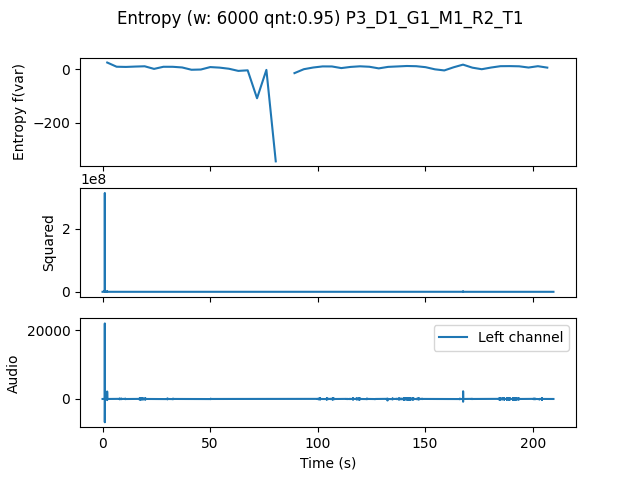 Entropy (w: 6000 qnt:0.95) P3_D1_G1_M1_R2_T1
Entropy f(var)
0
−200
1e8
Squared
2
0
Audio
20000
0
Left channel
0 50 100 150 200
Time (s)